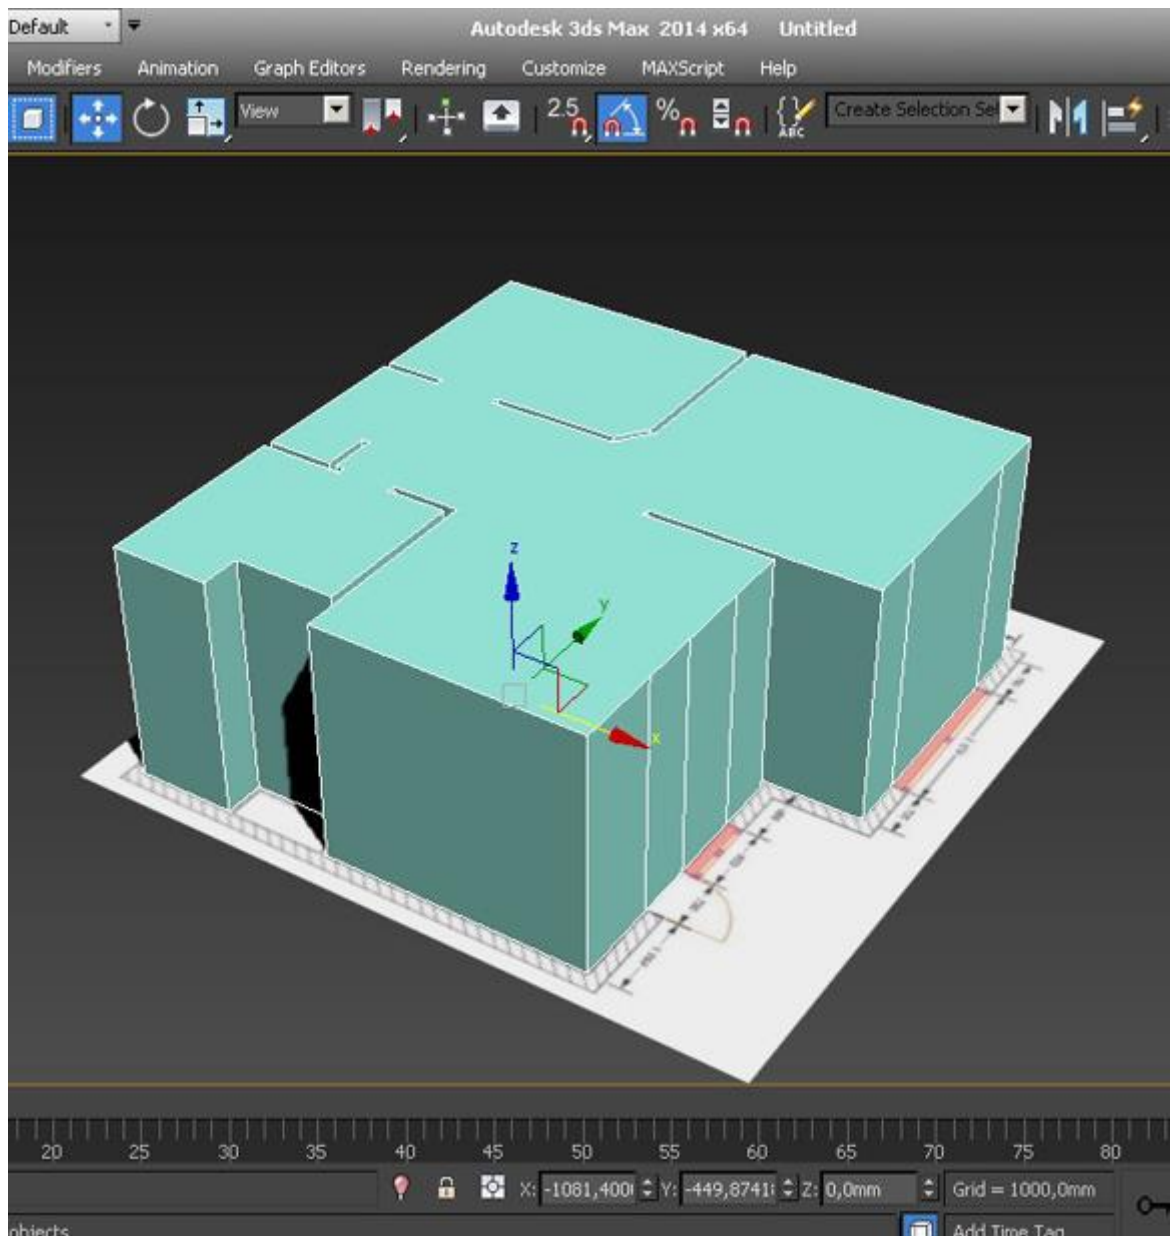 Default
Autodesk 3ds Max 2014 x64 Untitled
Modifiers Animation Graph Editors Rendering Customize MAXScript Help
View 2.5 % ABC Create Selection Se
z
y
x
20 25 30 35 40 45 50 55 60 65 70 75 80
X: -1081,400 Y: -449,8741 Z: 0,0mm Grid = 1000,0mm
objects Add Time Tag